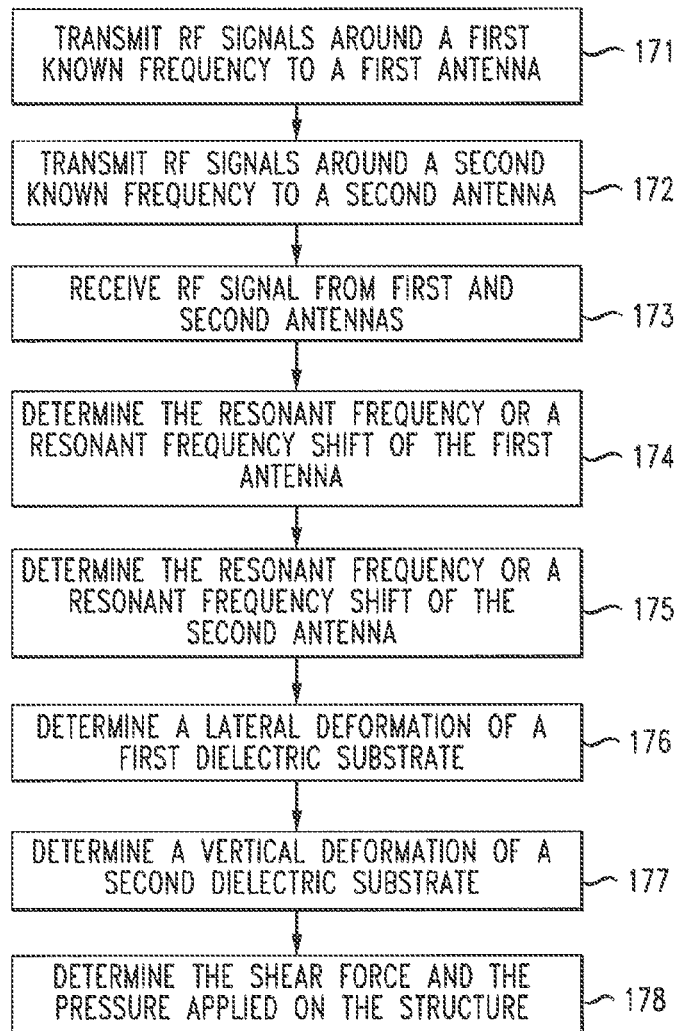 TRANSMIT RF SIGNALS AROUND A FIRST
KNOWN FREQUENCY TO A FIRST ANTENNA
171
TRANSMIT RF SIGNALS AROUND A SECOND
KNOWN FREQUENCY TO A SECOND ANTENNA
172
RECEIVE RF SIGNAL FROM FIRST AND
SECOND ANTENNAS
173
DETERMINE THE RESONANT FREQUENCY OR A
RESONANT FREQUENCY SHIFT OF THE FIRST
ANTENNA
174
DETERMINE THE RESONANT FREQUENCY OR A
RESONANT FREQUENCY SHIFT OF THE
SECOND ANTENNA
175
DETERMINE A LATERAL DEFORMATION OF A
FIRST DIELECTRIC SUBSTRATE
176
DETERMINE A VERTICAL DEFORMATION OF A
SECOND DIELECTRIC SUBSTRATE
177
DETERMINE THE SHEAR FORCE AND THE
PRESSURE APPLIED ON THE STRUCTURE
178